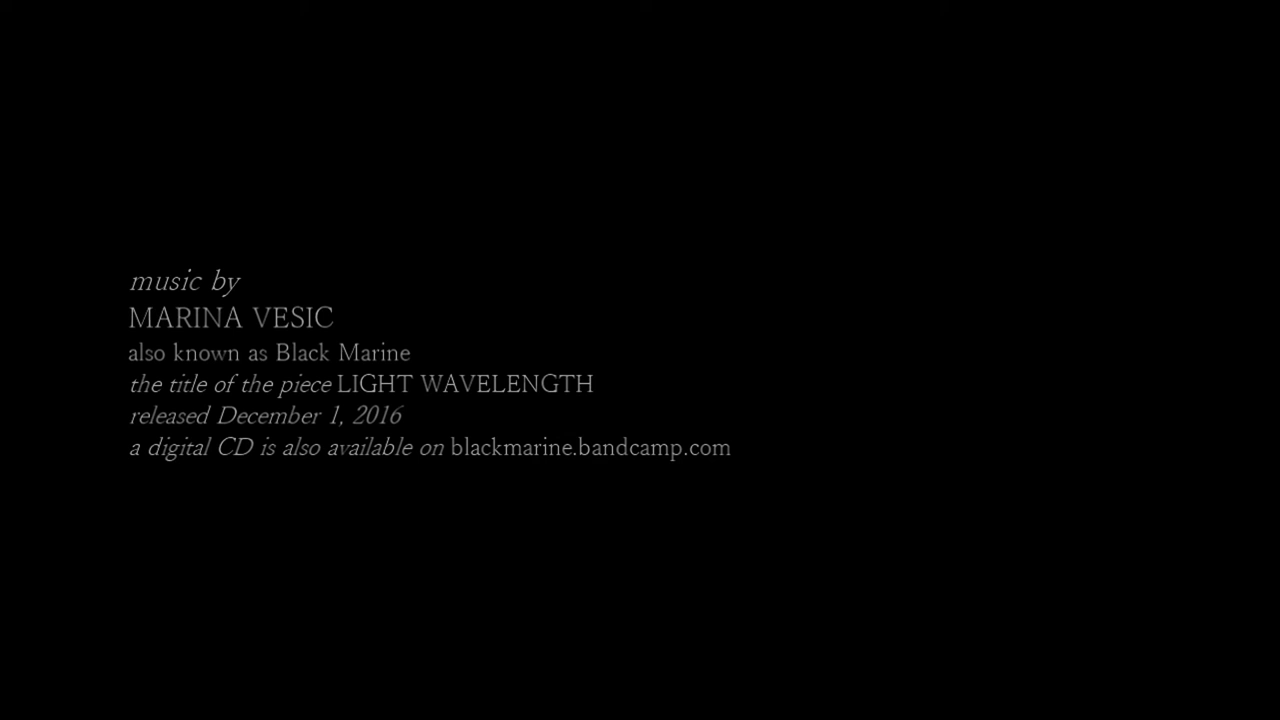 music by
MARINA VESIC
also known as Black Marine
the title of the piece LIGHT WAVELENGTH
released December 1, 2016
a digital CD is also available on blackmarine.bandcamp.com